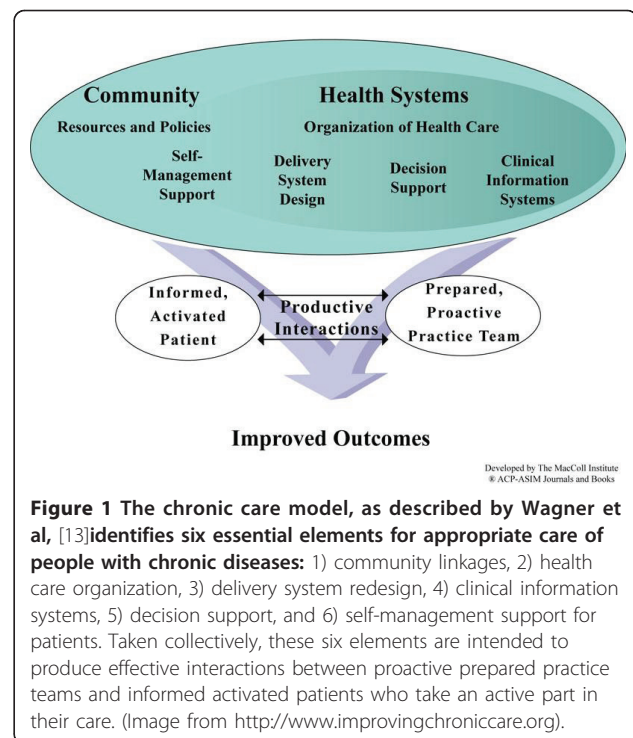 Community
Health Systems
Resources and Policies
Organization of Health Care
Self-
Management
Support
Delivery
System
Design
Decision
Support
Clinical
Information
Systems
Informed,
Activated
Patient
Productive
Interactions
Prepared,
Proactive
Practice Team
Improved Outcomes
Developed by The MacColl Institute
® ACP-ASIM Journals and Books
Figure 1 The chronic care model, as described by Wagner et
al, [13]identifies six essential elements for appropriate care of
people with chronic diseases: 1) community linkages, 2) health
care organization, 3) delivery system redesign, 4) clinical information
systems, 5) decision support, and 6) self-management support for
patients. Taken collectively, these six elements are intended to
produce effective interactions between proactive prepared practice
teams and informed activated patients who take an active part in
their care. (Image from http://www.improvingchroniccare.org).